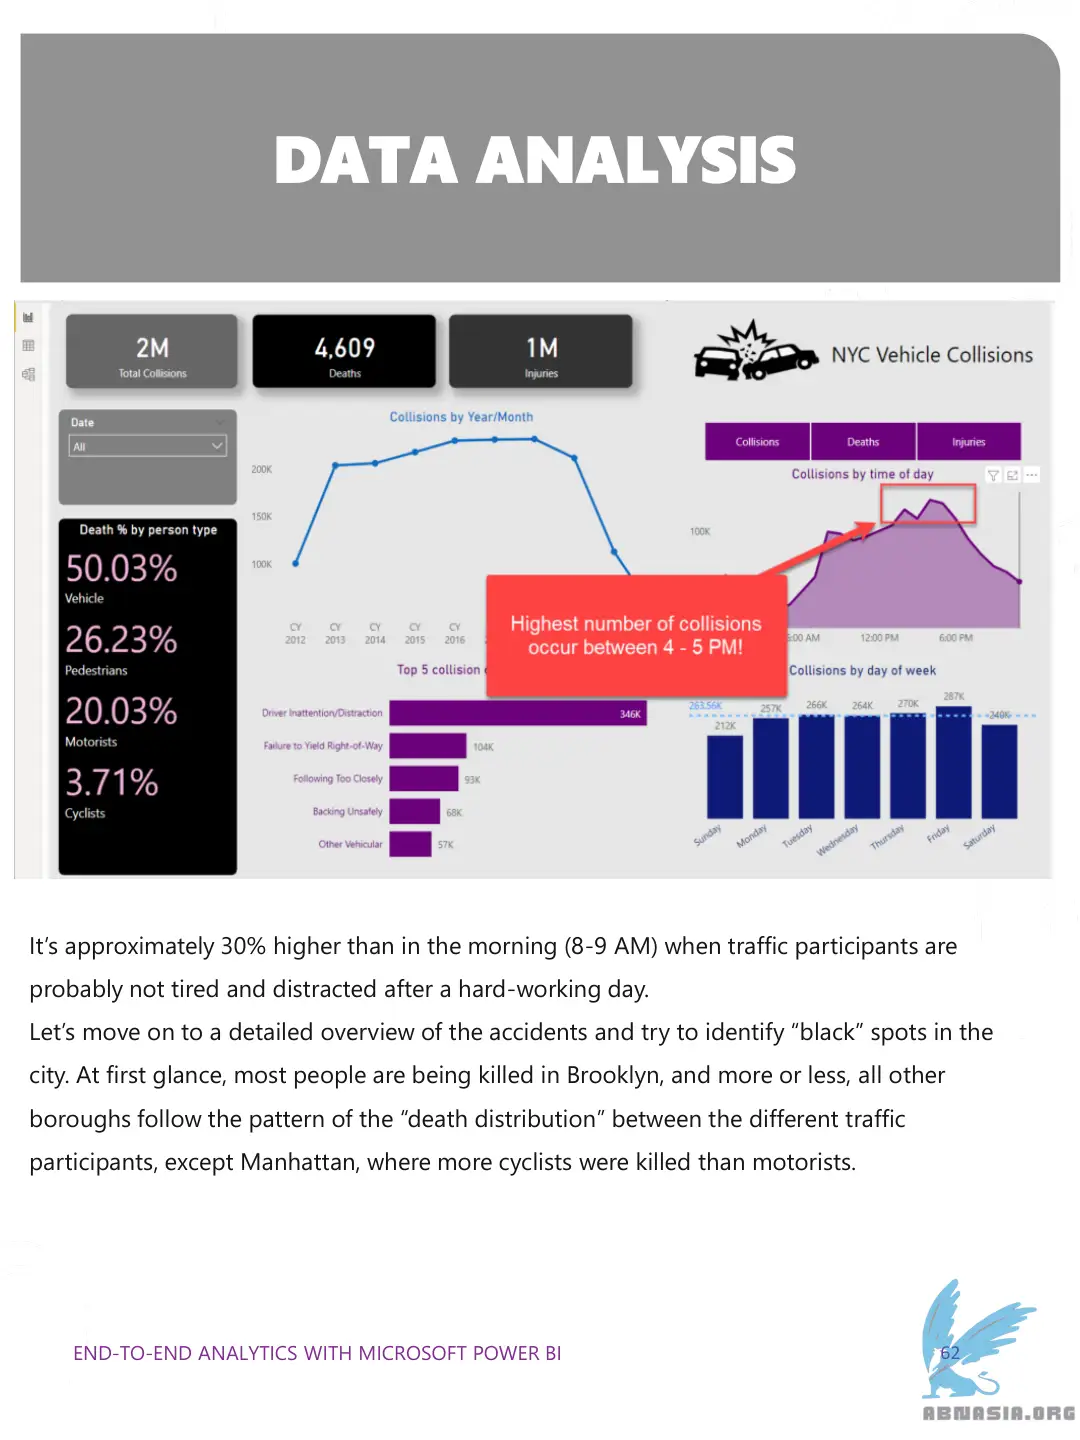 DATA ANALYSIS
2M
Total Collisions
4,609
Deaths
1M
Injuries
NYC Vehicle Collisions
Date
All
Death % by person type
50.03%
Vehicle
26.23%
Pedestrians
20.03%
Motorists
3.71%
Cyclists
Collisions by Year/Month
200K
150K
100K
CY 2012
CY 2013
CY 2014
CY 2015
CY 2016
Collisions
Deaths
Injuries
Collisions by time of day
100K
6:00 AM
12:00 PM
6:00 PM
Highest number of collisions
occur between 4 - 5 PM!
Top 5 collision
Driver Inattention/Distraction
346K
Failure to Yield Right-of-Way
104K
Following Too Closely
93K
Backing Unsafely
68K
Other Vehicular
57K
Collisions by day of week
263.56K
212K
257K
266K
264K
270K
287K
240K
Sunday
Monday
Tuesday
Wednesday
Thursday
Friday
Saturday
It’s approximately 30% higher than in the morning (8-9 AM) when traffic participants are
probably not tired and distracted after a hard-working day.
Let’s move on to a detailed overview of the accidents and try to identify “black” spots in the
city. At first glance, most people are being killed in Brooklyn, and more or less, all other
boroughs follow the pattern of the “death distribution” between the different traffic
participants, except Manhattan, where more cyclists were killed than motorists.
END-TO-END ANALYTICS WITH MICROSOFT POWER BI
62
ABNASIA.ORG